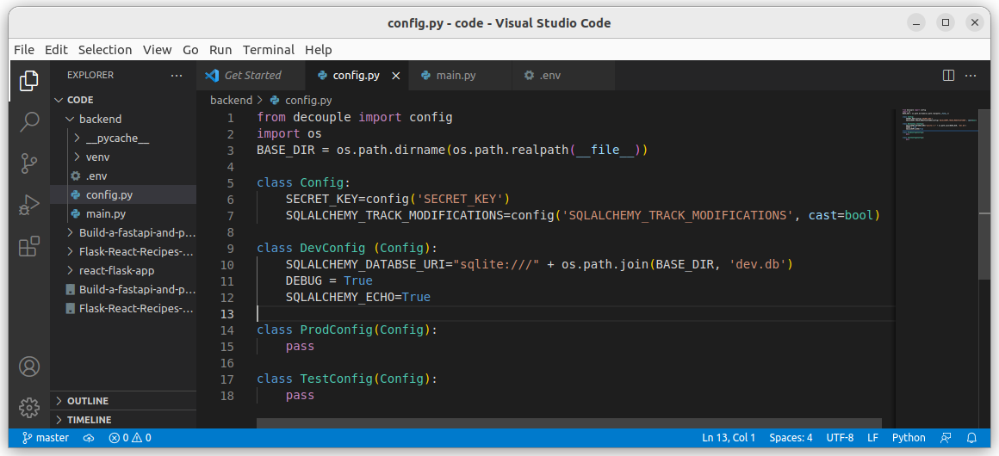 config.py - code - Visual Studio Code
File Edit Selection View Go Run Terminal Help
EXPLORER
CODE
backend
__pycache__
venv
.env
config.py
main.py
Build-a-fastapi-and-p...
Flask-React-Recipes-...
react-flask-app
Build-a-fastapi-and-p...
Flask-React-Recipes-...
OUTLINE
TIMELINE
Get Started config.py main.py .env
backend > config.py
1 from decouple import config
2 import os
3 BASE_DIR = os.path.dirname(os.path.realpath(__file__))
4
5 class Config:
6     SECRET_KEY=config('SECRET_KEY')
7     SQLALCHEMY_TRACK_MODIFICATIONS=config('SQLALCHEMY_TRACK_MODIFICATIONS', cast=bool)
8
9 class DevConfig (Config):
10     SQLALCHEMY_DATABSE_URI="sqlite:///" + os.path.join(BASE_DIR, 'dev.db')
11     DEBUG = True
12     SQLALCHEMY_ECHO=True
13
14 class ProdConfig(Config):
15     pass
16
17 class TestConfig(Config):
18     pass
master 0 0 Ln 13, Col 1 Spaces: 4 UTF-8 LF Python